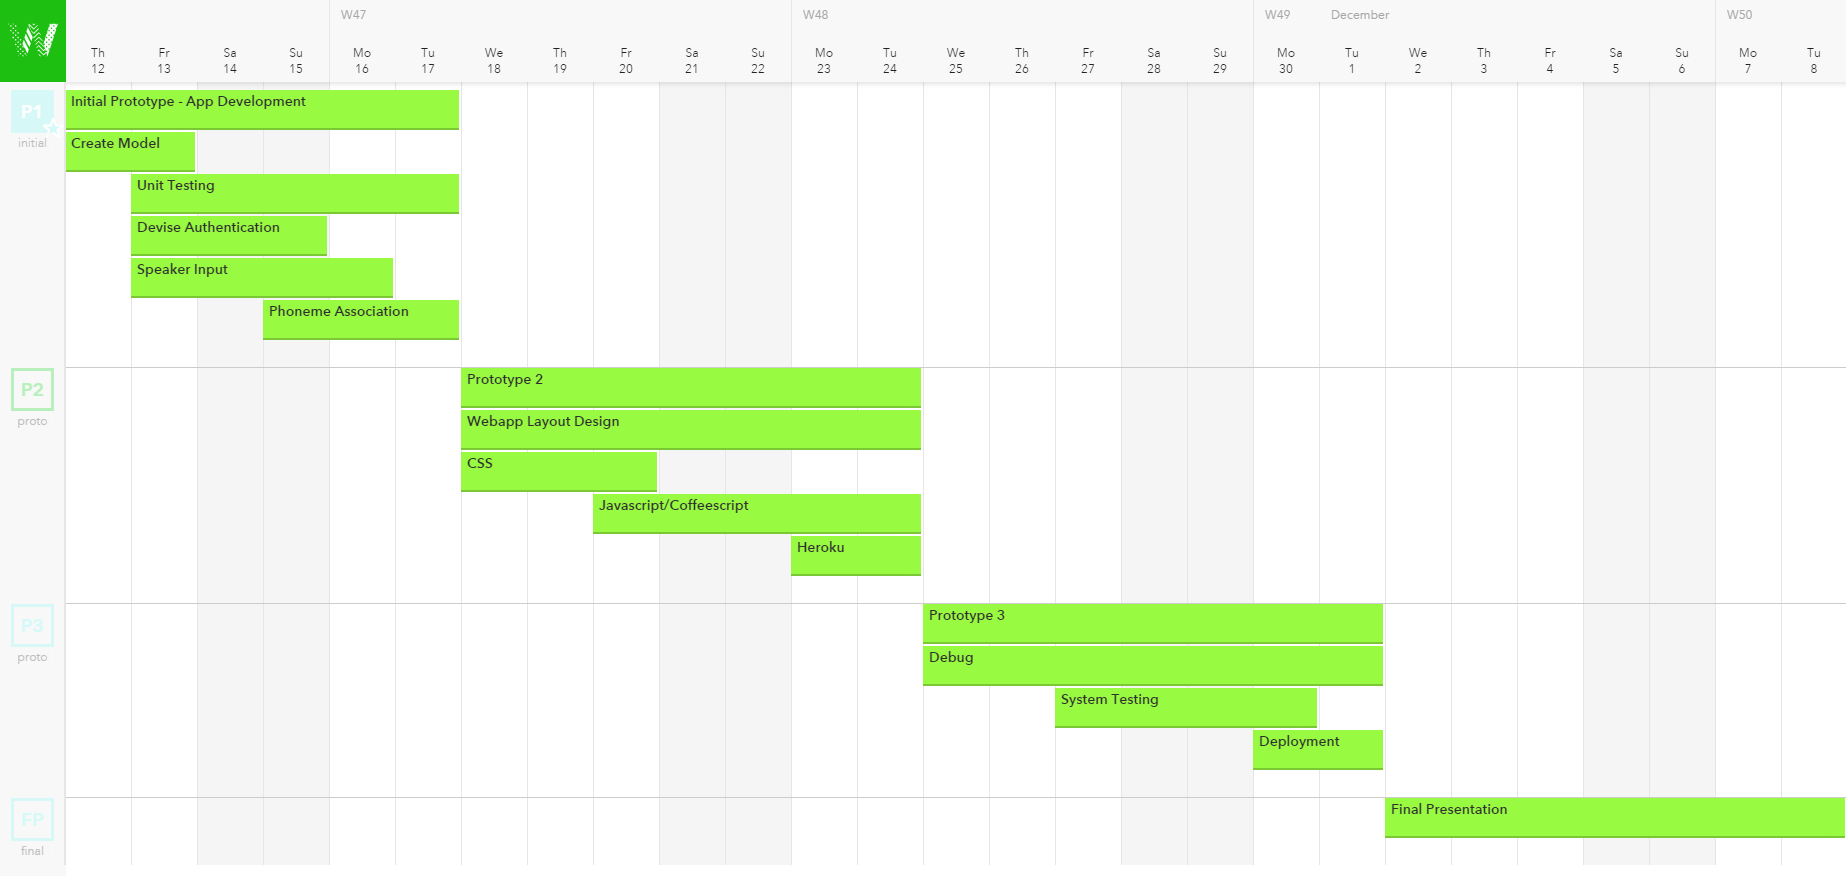 W
W47 W48 W49 December W50
Th Fr Sa Su Mo Tu We Th Fr Sa Su Mo Tu We Th Fr Sa Su Mo Tu We Th Fr Sa Su Mo Tu
12 13 14 15 16 17 18 19 20 21 22 23 24 25 26 27 28 29 30 1 2 3 4 5 6 7 8
P1
initial
Initial Prototype - App Development
Create Model
Unit Testing
Devise Authentication
Speaker Input
Phoneme Association
P2
proto
Prototype 2
Webapp Layout Design
CSS
Javascript/Coffeescript
Heroku
P3
proto
Prototype 3
Debug
System Testing
Deployment
FP
final
Final Presentation